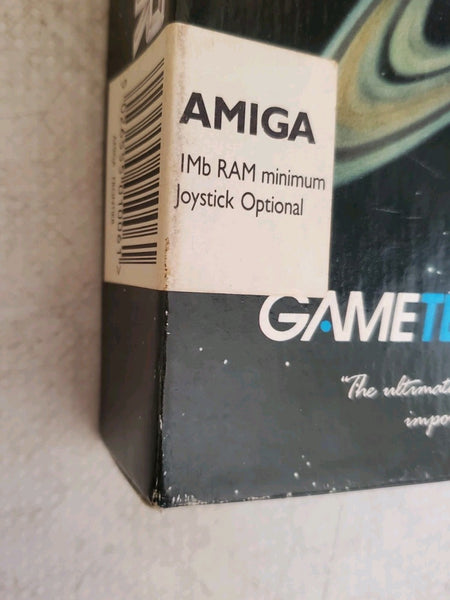 AMIGA
1Mb RAM minimum
Joystick Optional
GAMETE
"The ultimat
impo